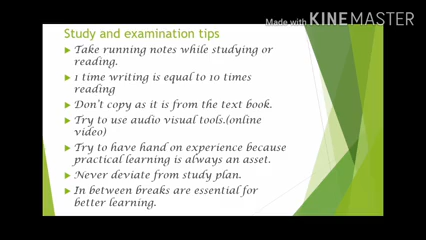 Made with KINEMASTER
Study and examination tips
Take running notes while studying or
reading.
1 time writing is equal to 10 times
reading
Don't copy as it is from the text book.
Try to use audio visual tools.(online
video)
Try to have hand on experience because
practical learning is always an asset.
Never deviate from study plan.
In between breaks are essential for
better learning.